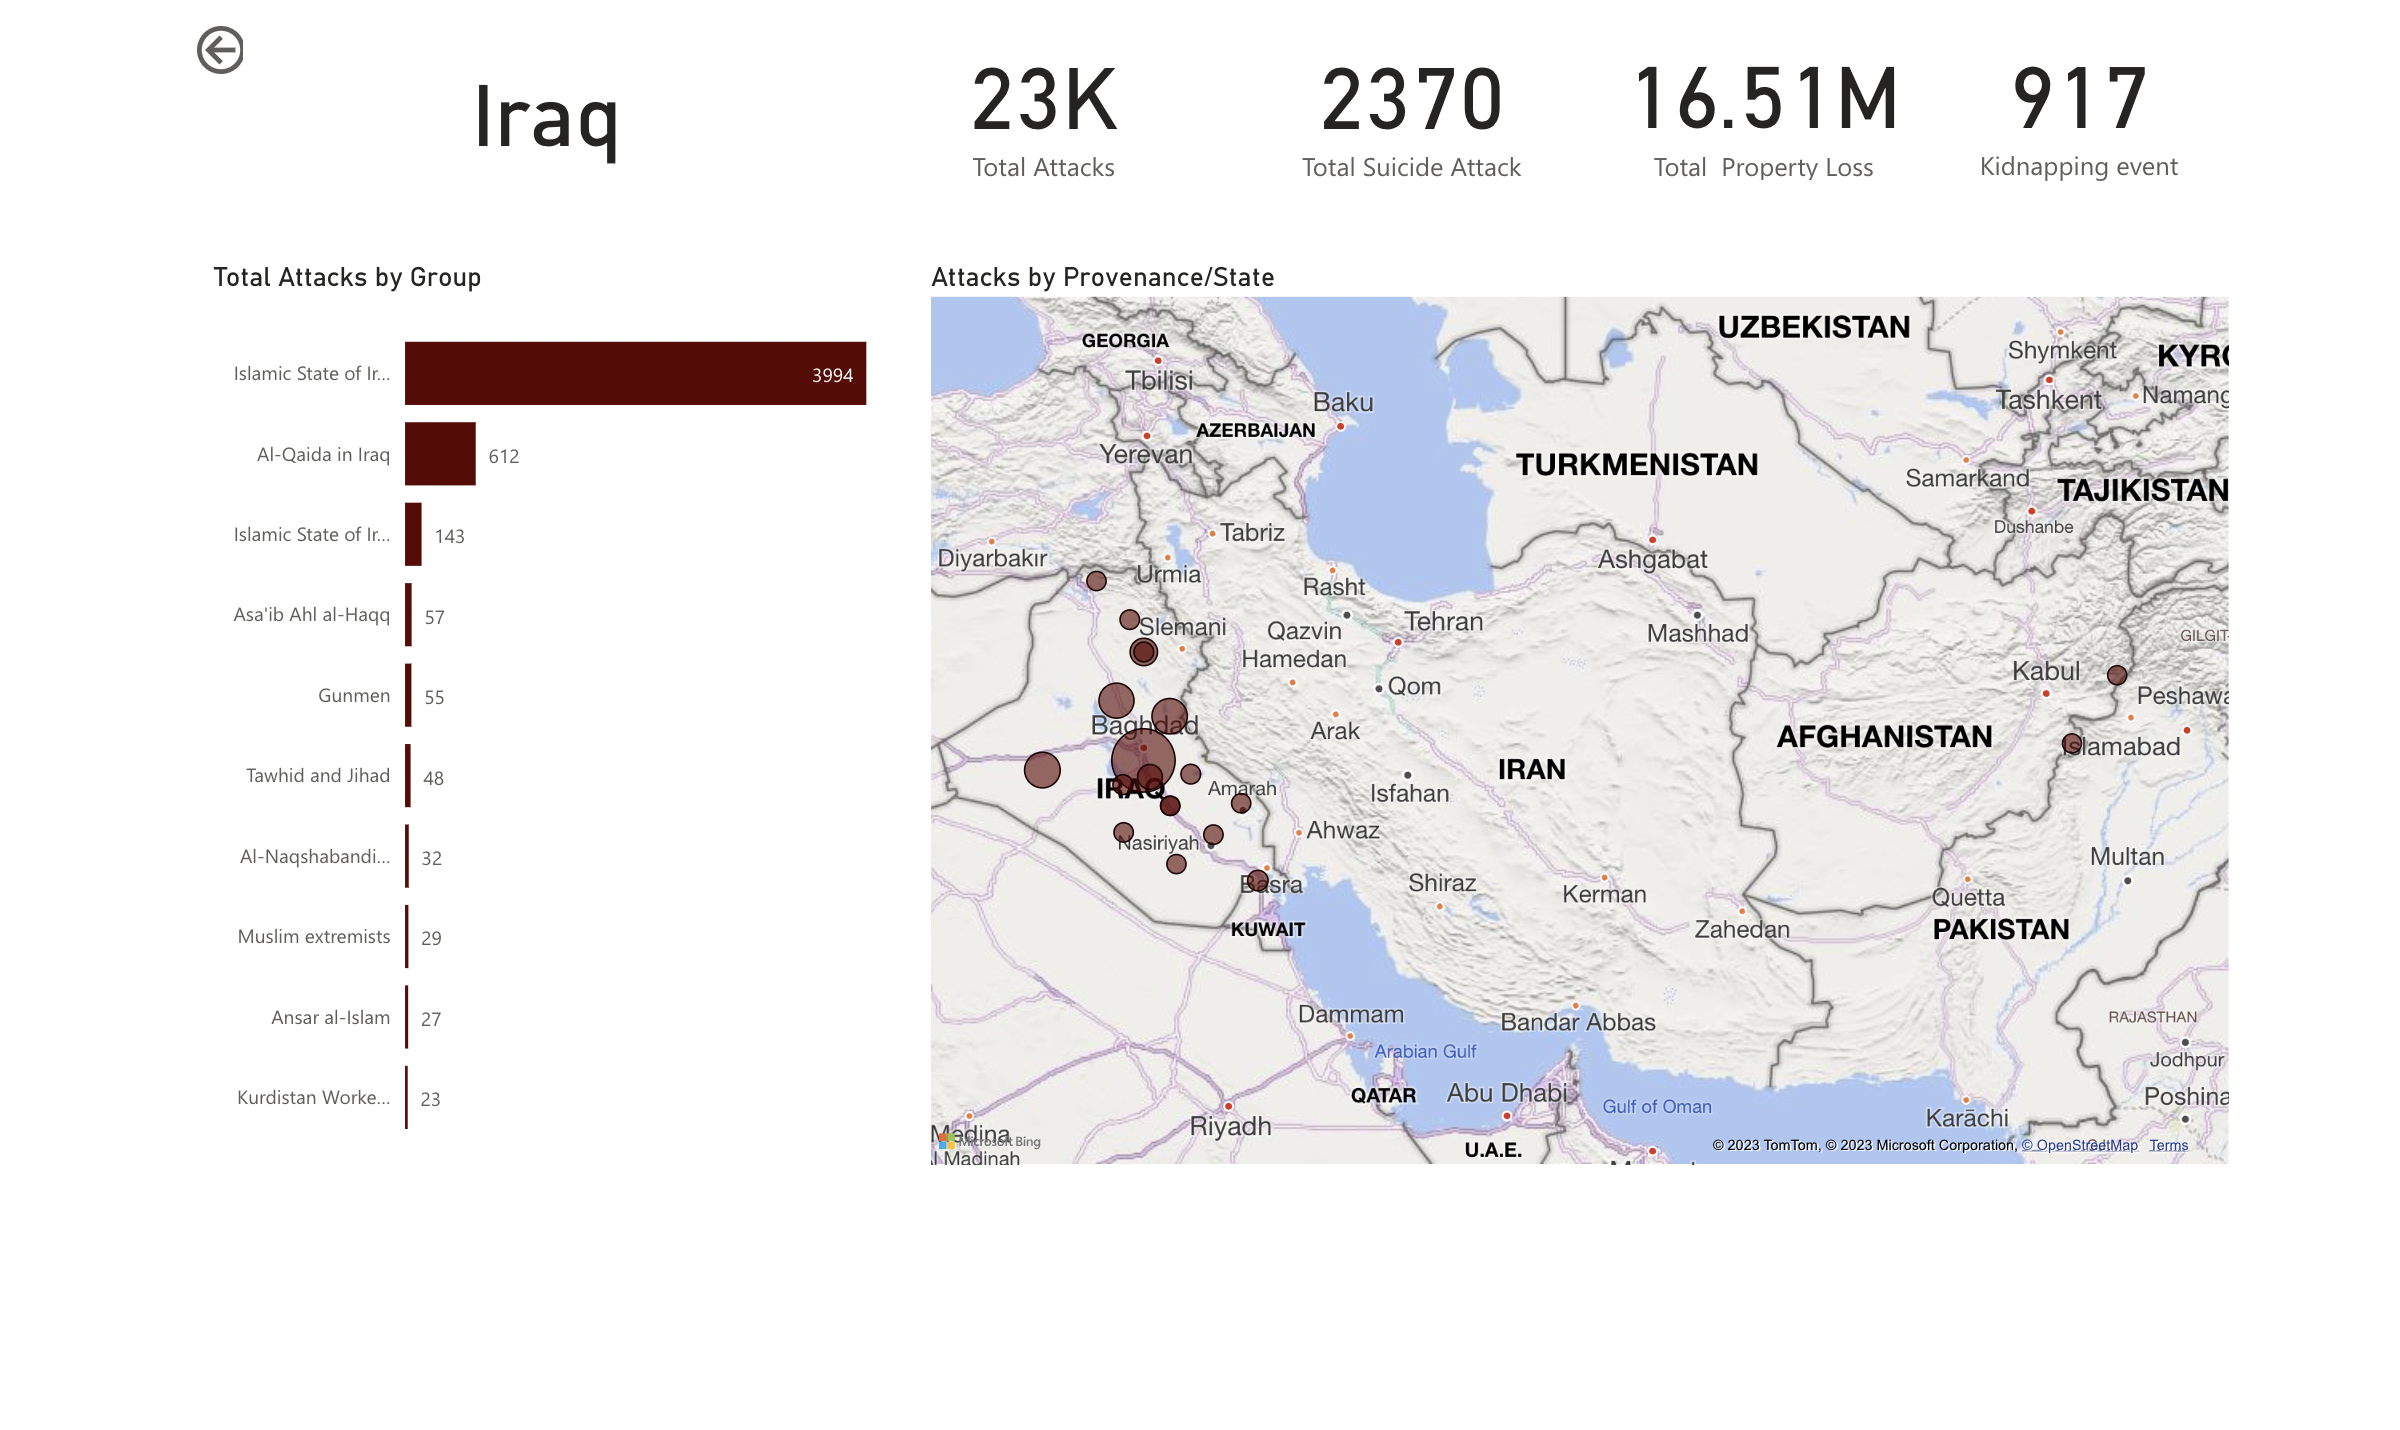 Iraq
23K
Total Attacks
2370
Total Suicide Attack
16.51M
Total  Property Loss
917
Kidnapping event
Total Attacks by Group
Islamic State of Ir...
3994
Al-Qaida in Iraq
612
Islamic State of Ir...
143
Asa'ib Ahl al-Haqq
57
Gunmen
55
Tawhid and Jihad
48
Al-Naqshabandi...
32
Muslim extremists
29
Ansar al-Islam
27
Kurdistan Worke...
23
Attacks by Provenance/State
UZBEKISTAN
GEORGIA
Shymkent
KYRG
Tbilisi
Namang
Tashkent
Baku
AZERBAIJAN
Yerevan
TURKMENISTAN
Samarkand
TAJIKISTAN
Dushanbe
Tabriz
Diyarbakır
Ashgabat
Urmia
Rasht
Tehran
Slemani
Qazvin
Mashhad
GILGIT-
Hamedan
Kabul
Qom
Peshawa
Baghdad
Arak
AFGHANISTAN
Islamabad
IRAN
IRAQ
Amarah
Isfahan
Ahwaz
Nasiriyah
Multan
Basra
Shiraz
Kerman
Quetta
KUWAIT
Zahedan
PAKISTAN
Dammam
Bandar Abbas
RAJASTHAN
Arabian Gulf
Jodhpur
QATAR
Abu Dhabi
Gulf of Oman
Poshina
Riyadh
Karāchi
Medina
Microsoft Bing
U.A.E.
© 2023 TomTom, © 2023 Microsoft Corporation, © OpenStreetMap  Terms
l Madinah